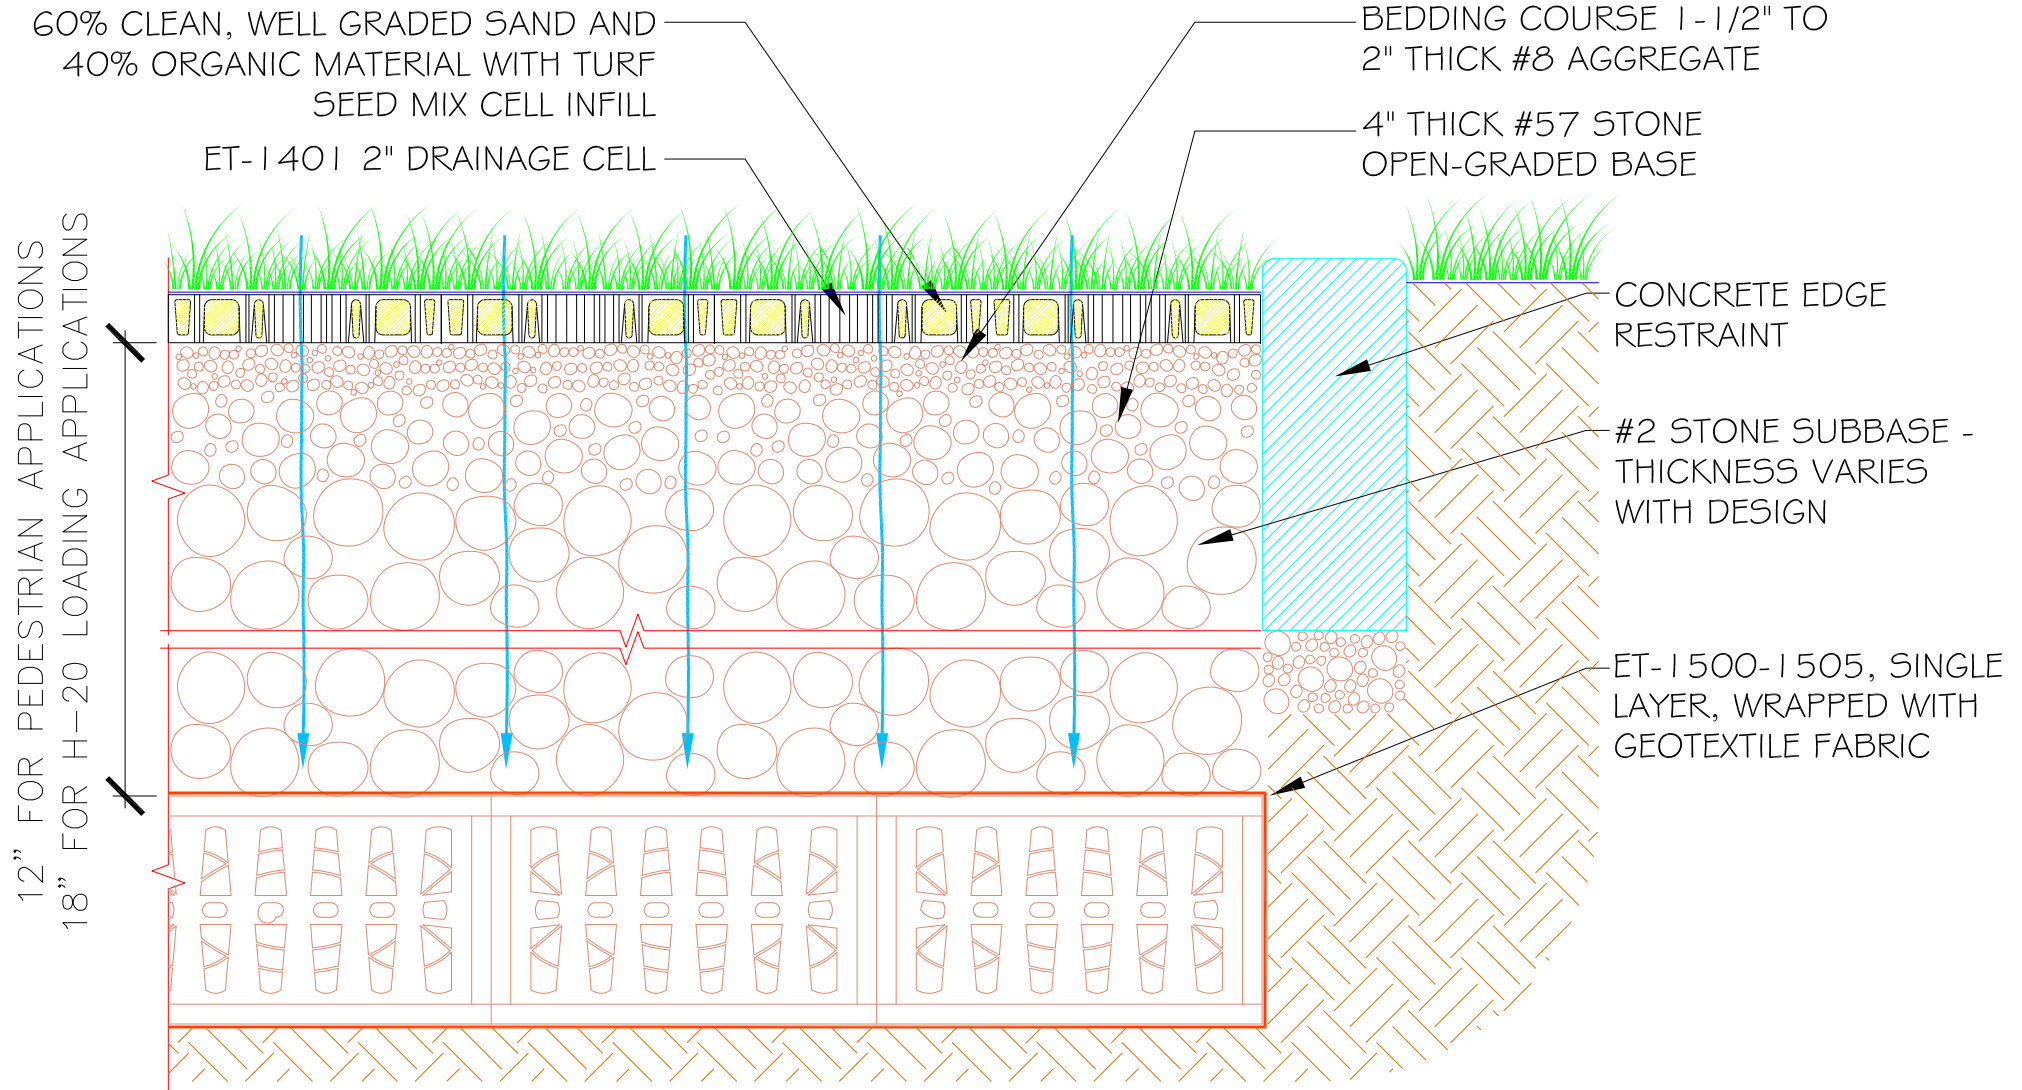 60% CLEAN, WELL GRADED SAND AND
40% ORGANIC MATERIAL WITH TURF
SEED MIX CELL INFILL
ET-1401 2" DRAINAGE CELL
BEDDING COURSE 1-1/2" TO
2" THICK #8 AGGREGATE
4" THICK #57 STONE
OPEN-GRADED BASE
CONCRETE EDGE
RESTRAINT
#2 STONE SUBBASE -
THICKNESS VARIES
WITH DESIGN
ET-1500-1505, SINGLE
LAYER, WRAPPED WITH
GEOTEXTILE FABRIC
12” FOR PEDESTRIAN APPLICATIONS
18” FOR H-20 LOADING APPLICATIONS